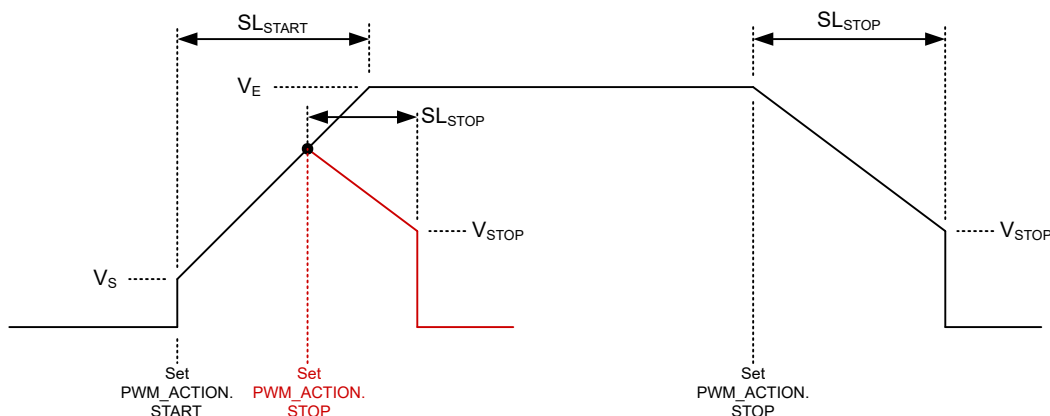 SLSTART
SLSTOP
VE
SLSTOP
VSTOP
VSTOP
VS
Set
PWM_ACTION.
START
Set
PWM_ACTION.
STOP
Set
PWM_ACTION.
STOP